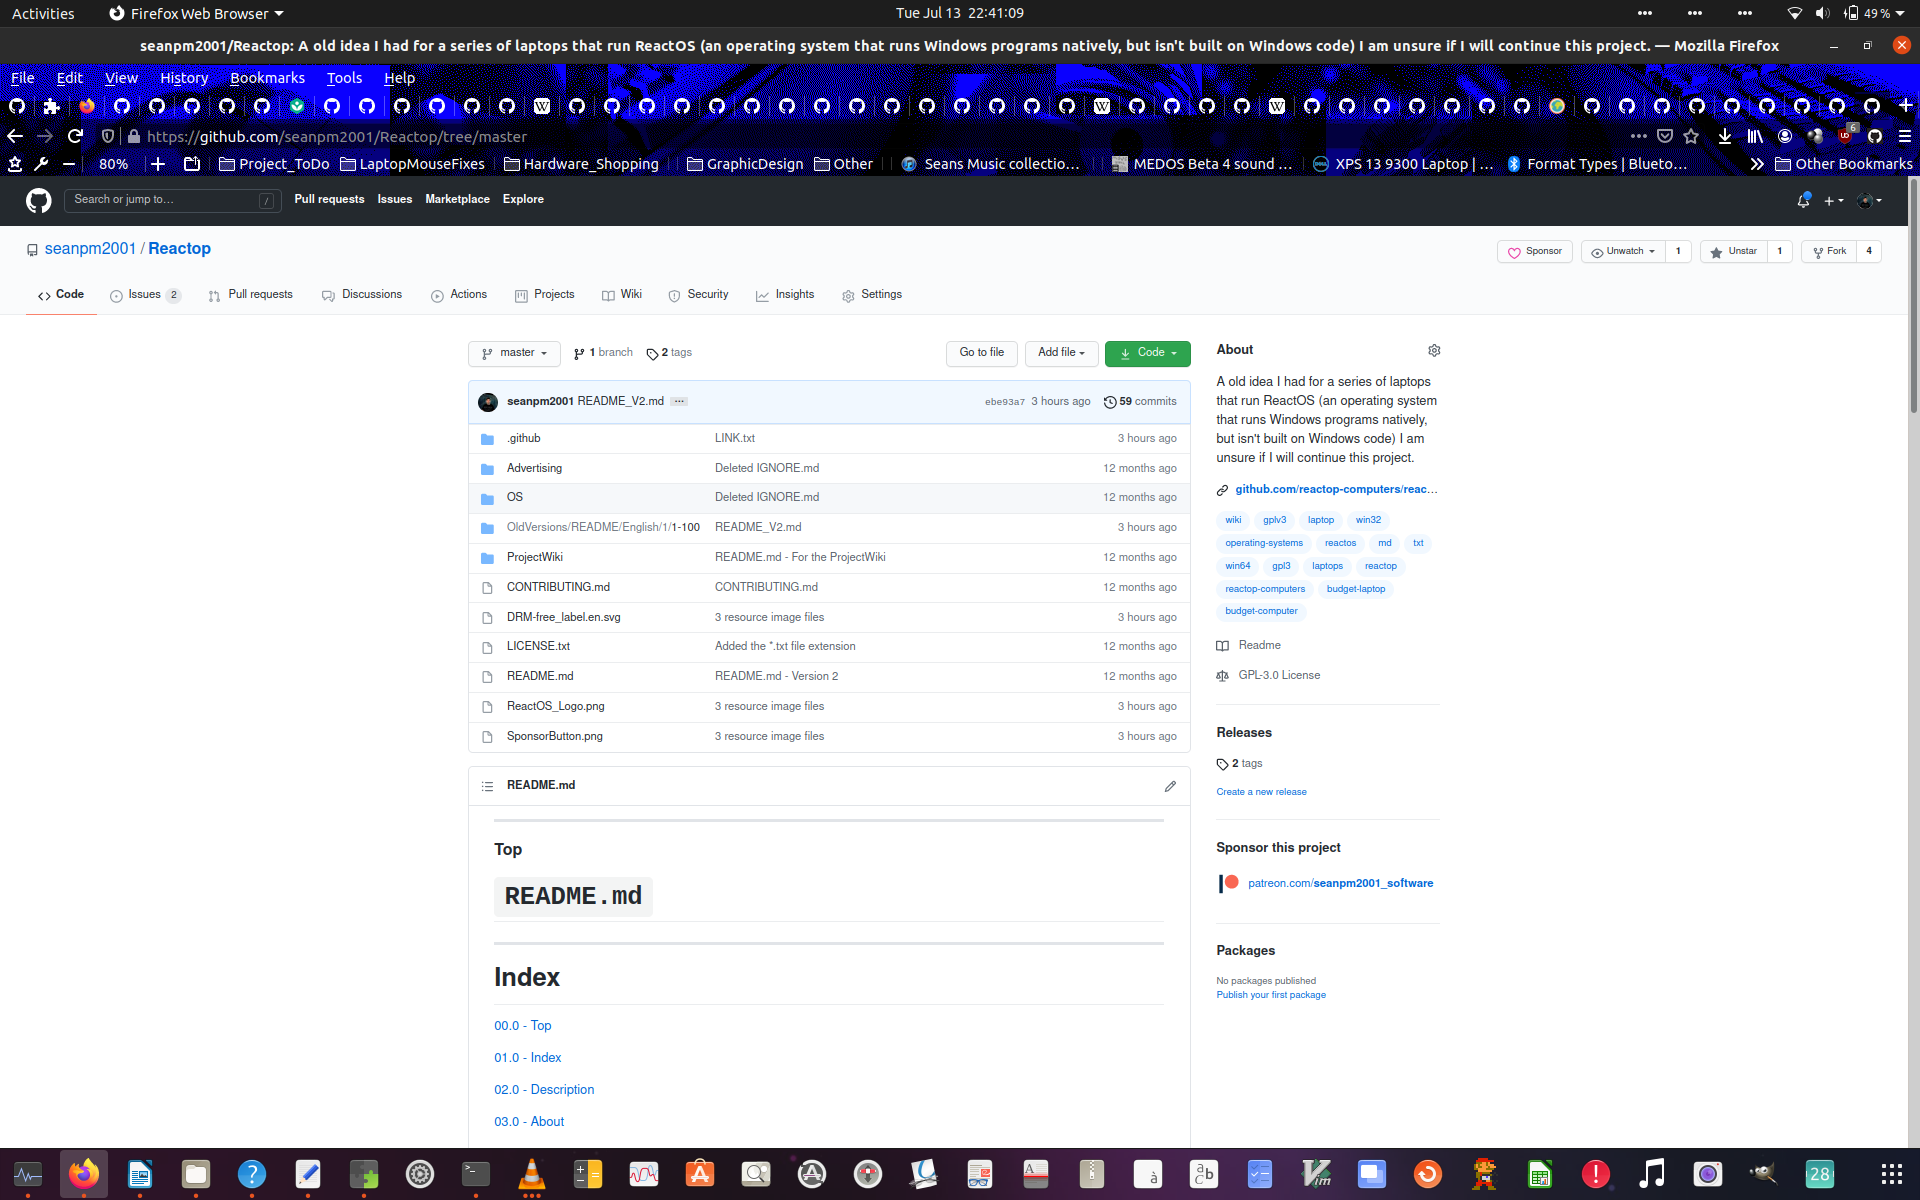 Activities Firefox Web Browser Tue Jul 13 22:41:09 49 %
seanpm2001/Reactop: A old idea I had for a series of laptops that run ReactOS (an operating system that runs Windows programs natively, but isn't built on Windows code) I am unsure if I will continue this project. — Mozilla Firefox
File Edit View History Bookmarks Tools Help
https://github.com/seanpm2001/Reactop/tree/master 6
80% Project_ToDo LaptopMouseFixes Hardware_Shopping GraphicDesign Other Seans Music collectio... MEDOS Beta 4 sound ... XPS 13 9300 Laptop | ... Format Types | Blueto... Other Bookmarks
Search or jump to... / Pull requests Issues Marketplace Explore
seanpm2001 / Reactop Sponsor Unwatch 1 Unstar 1 Fork 4
Code Issues 2 Pull requests Discussions Actions Projects Wiki Security Insights Settings
master 1 branch 2 tags Go to file Add file Code
seanpm2001 README_V2.md ... ebe93a7 3 hours ago 59 commits
.github LINK.txt 3 hours ago
Advertising Deleted IGNORE.md 12 months ago
OS Deleted IGNORE.md 12 months ago
OldVersions/README/English/1/1-100 README_V2.md 3 hours ago
ProjectWiki README.md - For the ProjectWiki 12 months ago
CONTRIBUTING.md CONTRIBUTING.md 12 months ago
DRM-free_label.en.svg 3 resource image files 3 hours ago
LICENSE.txt Added the *.txt file extension 12 months ago
README.md README.md - Version 2 12 months ago
ReactOS_Logo.png 3 resource image files 3 hours ago
SponsorButton.png 3 resource image files 3 hours ago
README.md
Top
README.md
Index
00.0 - Top
01.0 - Index
02.0 - Description
03.0 - About
About
A old idea I had for a series of laptops
that run ReactOS (an operating system
that runs Windows programs natively,
but isn't built on Windows code) I am
unsure if I will continue this project.
github.com/reactop-computers/reac...
wiki gplv3 laptop win32
operating-systems reactos md txt
win64 gpl3 laptops reactop
reactop-computers budget-laptop
budget-computer
Readme
GPL-3.0 License
Releases
2 tags
Create a new release
Sponsor this project
patreon.com/seanpm2001_software
Packages
No packages published
Publish your first package
28